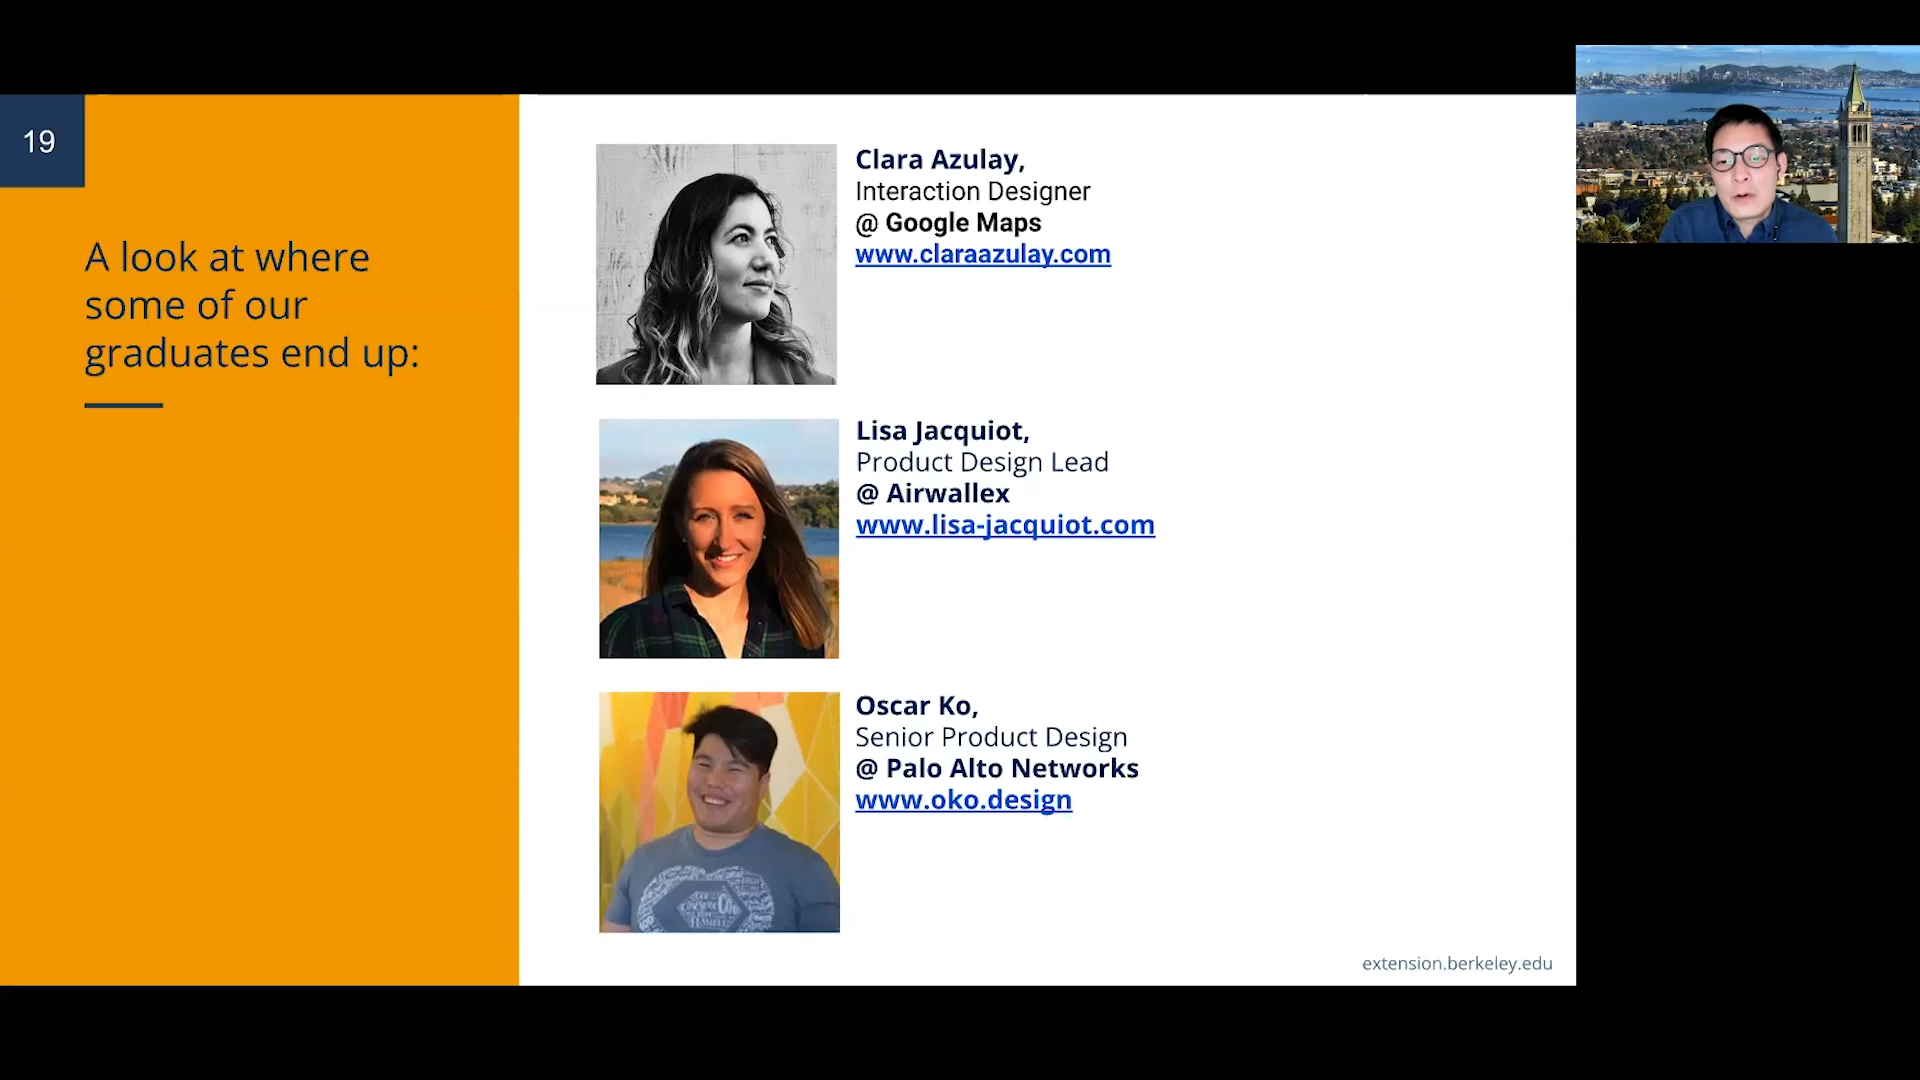 19
A look at where
some of our
graduates end up:
Clara Azulay,
Interaction Designer
@ Google Maps
www.claraazulay.com
Lisa Jacquiot,
Product Design Lead
@ Airwallex
www.lisa-jacquiot.com
Oscar Ko,
Senior Product Design
@ Palo Alto Networks
www.oko.design
extension.berkeley.edu